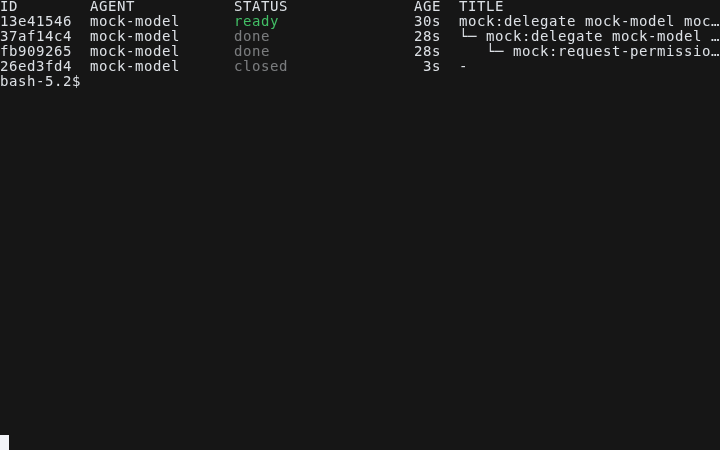 ID        AGENT           STATUS              AGE  TITLE
13e41546  mock-model      ready               30s  mock:delegate mock-model moc…
37af14c4  mock-model      done                28s  └─ mock:delegate mock-model …
fb909265  mock-model      done                28s     └─ mock:request-permissio…
26ed3fd4  mock-model      closed               3s  -
bash-5.2$